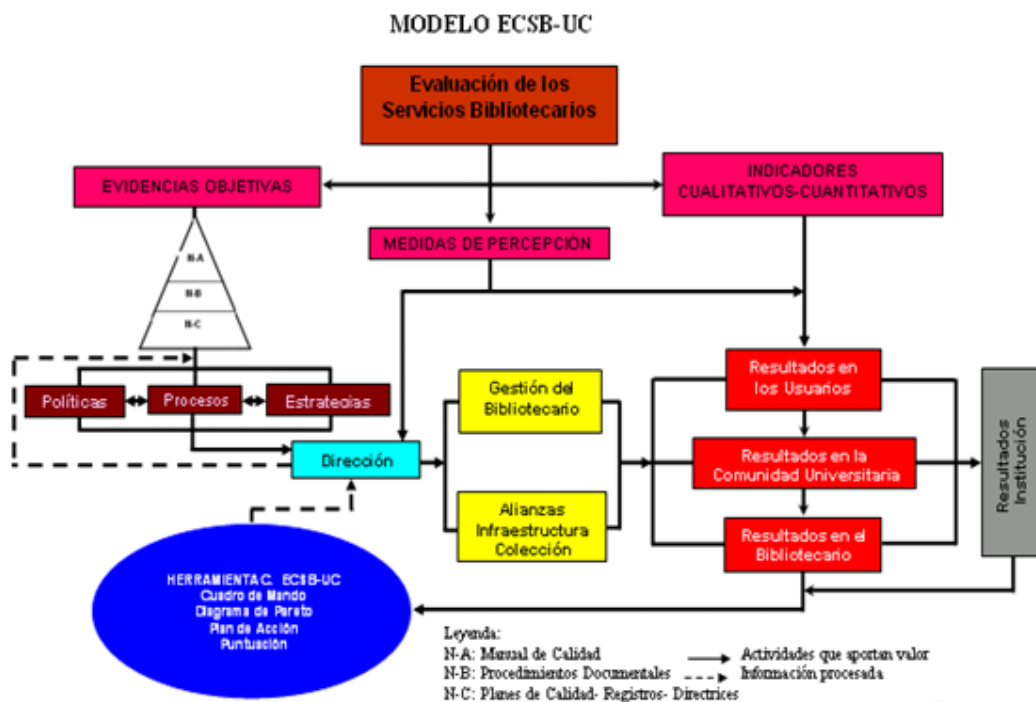 MODELO ECSB-UC
Evaluación de los
Servicios Bibliotecarios
EVIDENCIAS OBJETIVAS
INDICADORES
CUALITATIVOS-CUANTITATIVOS
MEDIDAS DE PERCEPCIÓN
N-A
N-B
N-C
Políticas
Procesos
Estrategias
Dirección
Gestión del
Bibliotecario
Alianzas
Infraestructura
Colección
Resultados en
los Usuarios
Resultados en la
Comunidad Universitaria
Resultados en el
Bibliotecario
Resultados
Institución
HERRAMIENTA C. ECSB-UC
Cuadro de Mando
Diagrama de Pareto
Plan de Acción
Puntuación
Leyenda:
N-A: Manual de Calidad
Actividades que aportan valor
N-B: Procedimientos Documentales
Información procesada
N-C: Planes de Calidad- Registros- Directrices